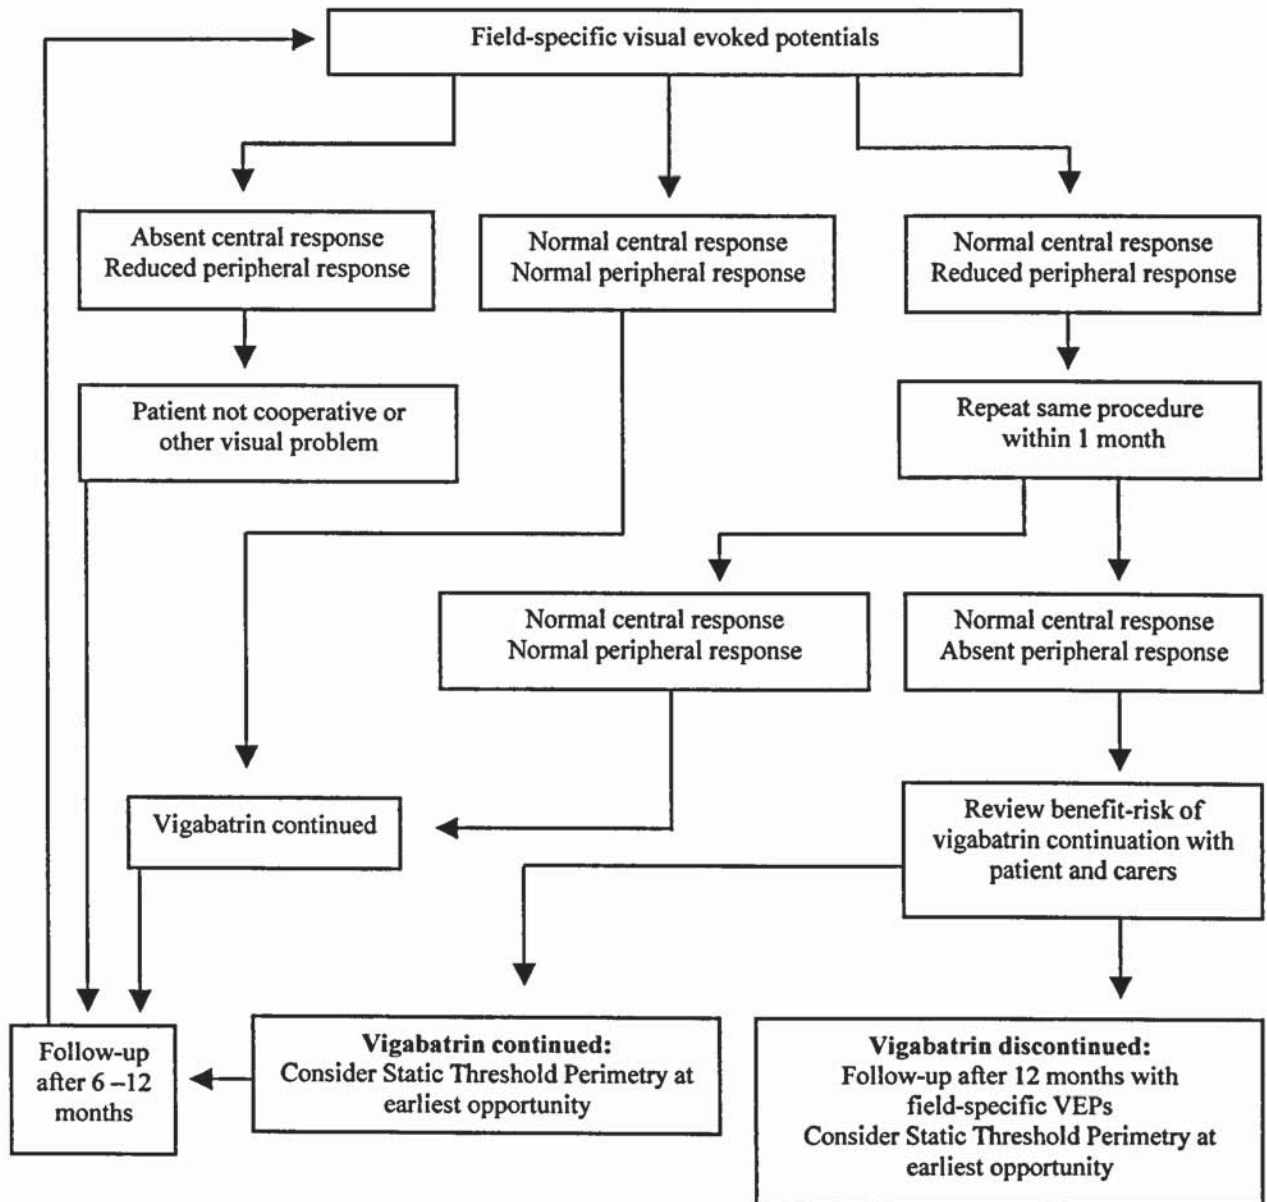 Field-specific visual evoked potentials
Absent central response
Reduced peripheral response
Normal central response
Normal peripheral response
Normal central response
Reduced peripheral response
Patient not cooperative or
other visual problem
Repeat same procedure
within 1 month
Normal central response
Normal peripheral response
Normal central response
Absent peripheral response
Vigabatrin continued
Review benefit-risk of
vigabatrin continuation with
patient and carers
Follow-up
after 6 –12
months
Vigabatrin continued:
Consider Static Threshold Perimetry at
earliest opportunity
Vigabatrin discontinued:
Follow-up after 12 months with
field-specific VEPs
Consider Static Threshold Perimetry at
earliest opportunity